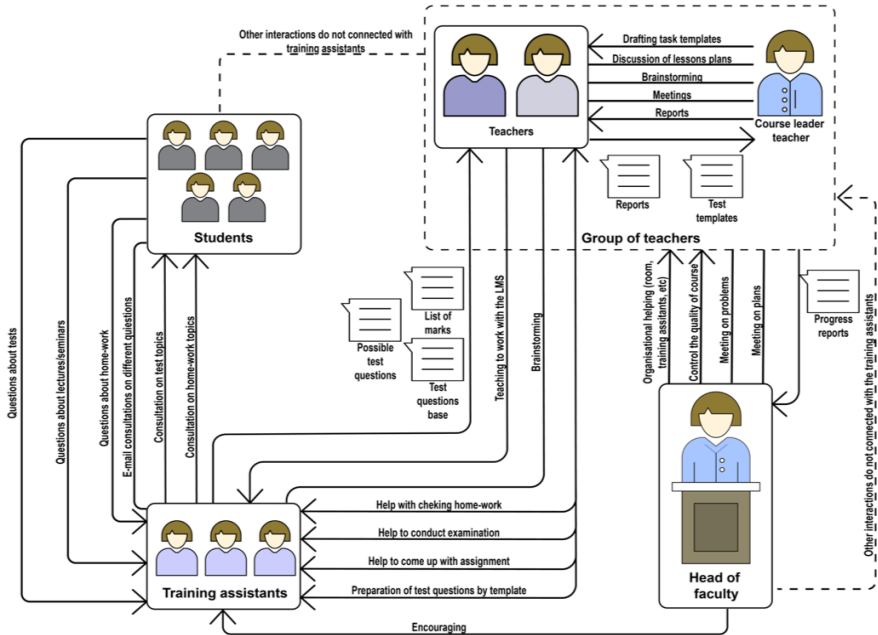 Other interactions do not connected with
training assistants
Drafting task templates
Discussion of lessons plans
Brainstorming
Meetings
Reports
Teachers
Course leader
teacher
Reports
Test
templates
Group of teachers
Students
Questions about tests
Questions about lectures/seminars
Questions about home-work
E-mail consultations on different quiestions
Consultation on test topics
Consultation on home-work topics
List of
marks
Possible
test
questions
Test
questions
base
Teaching to work with the LMS
Brainstorming
Organisational helping (room,
training assitants, etc)
Control the quality of course
Meeting on problems
Meeting on plans
Progress
reports
Other interactions do not connected with the training assistants
Help with cheking home-work
Help to conduct examination
Help to come up with assignment
Preparation of test questions by template
Training assistants
Head of
faculty
Encouraging